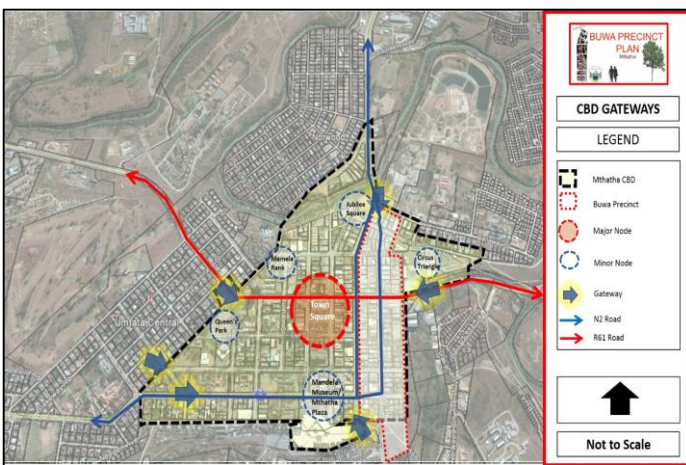 BUWA PRECINCT
PLAN
Mthatha
CBD GATEWAYS
LEGEND
Mthatha CBD
Buwa Precinct
Major Node
Minor Node
Gateway
N2 Road
R61 Road
Not to Scale
Jubilee
Square
Circus
Triangle
Rank
Town
Square
Queen's
Park
Umtata Central
Mandela
Museum/
Mthatha
Plaza